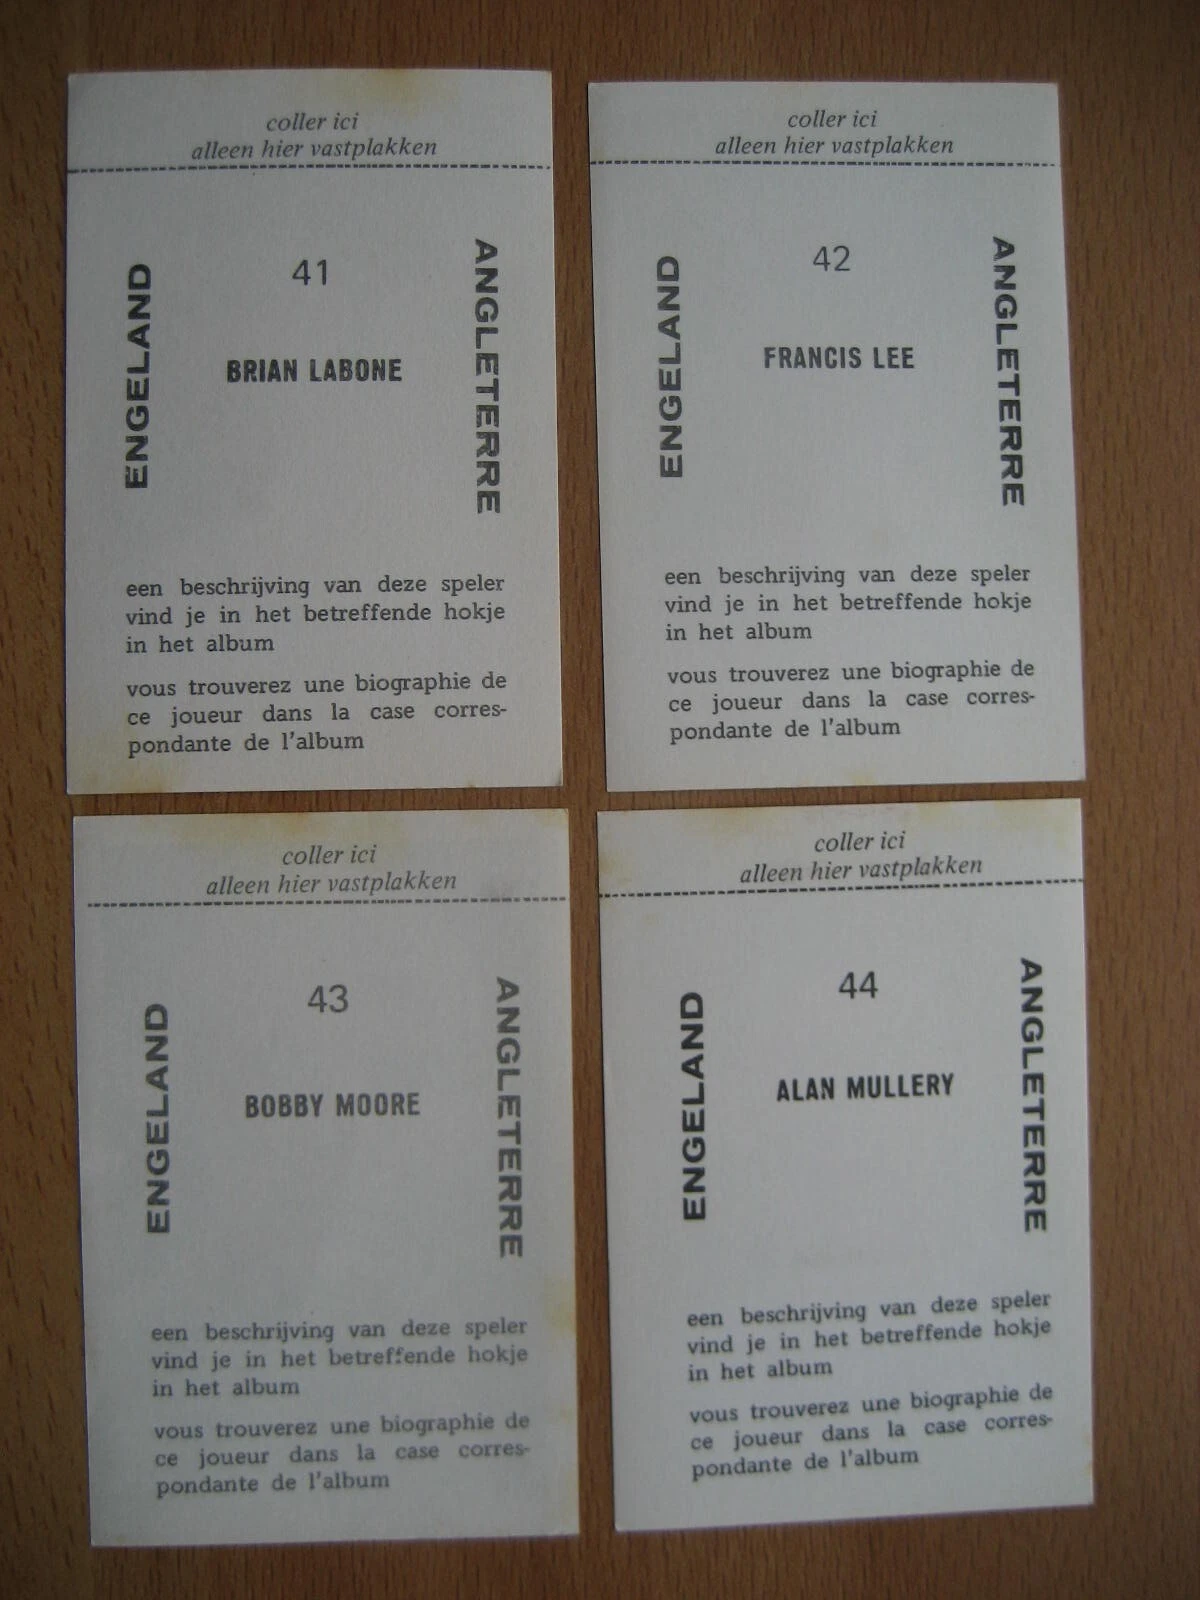 coller ici
alleen hier vastplakken
41
BRIAN LABONE
ENGELAND
ANGLETERRE
een beschrijving van deze speler
vind je in het betreffende hokje
in het album
vous trouverez une biographie de
ce joueur dans la case corres-
pondante de l'album
coller ici
alleen hier vastplakken
42
FRANCIS LEE
ENGELAND
ANGLETERRE
een beschrijving van deze speler
vind je in het betreffende hokje
in het album
vous trouverez une biographie de
ce joueur dans la case corres-
pondante de l'album
coller ici
alleen hier vastplakken
43
BOBBY MOORE
ENGELAND
ANGLETERRE
een beschrijving van deze speler
vind je in het betreffende hokje
in het album
vous trouverez une biographie de
ce joueur dans la case corres-
pondante de l'album
coller ici
alleen hier vastplakken
44
ALAN MULLERY
ENGELAND
ANGLETERRE
een beschrijving van deze speler
vind je in het betreffende hokje
in het album
vous trouverez une biographie de
ce joueur dans la case corres-
pondante de l'album